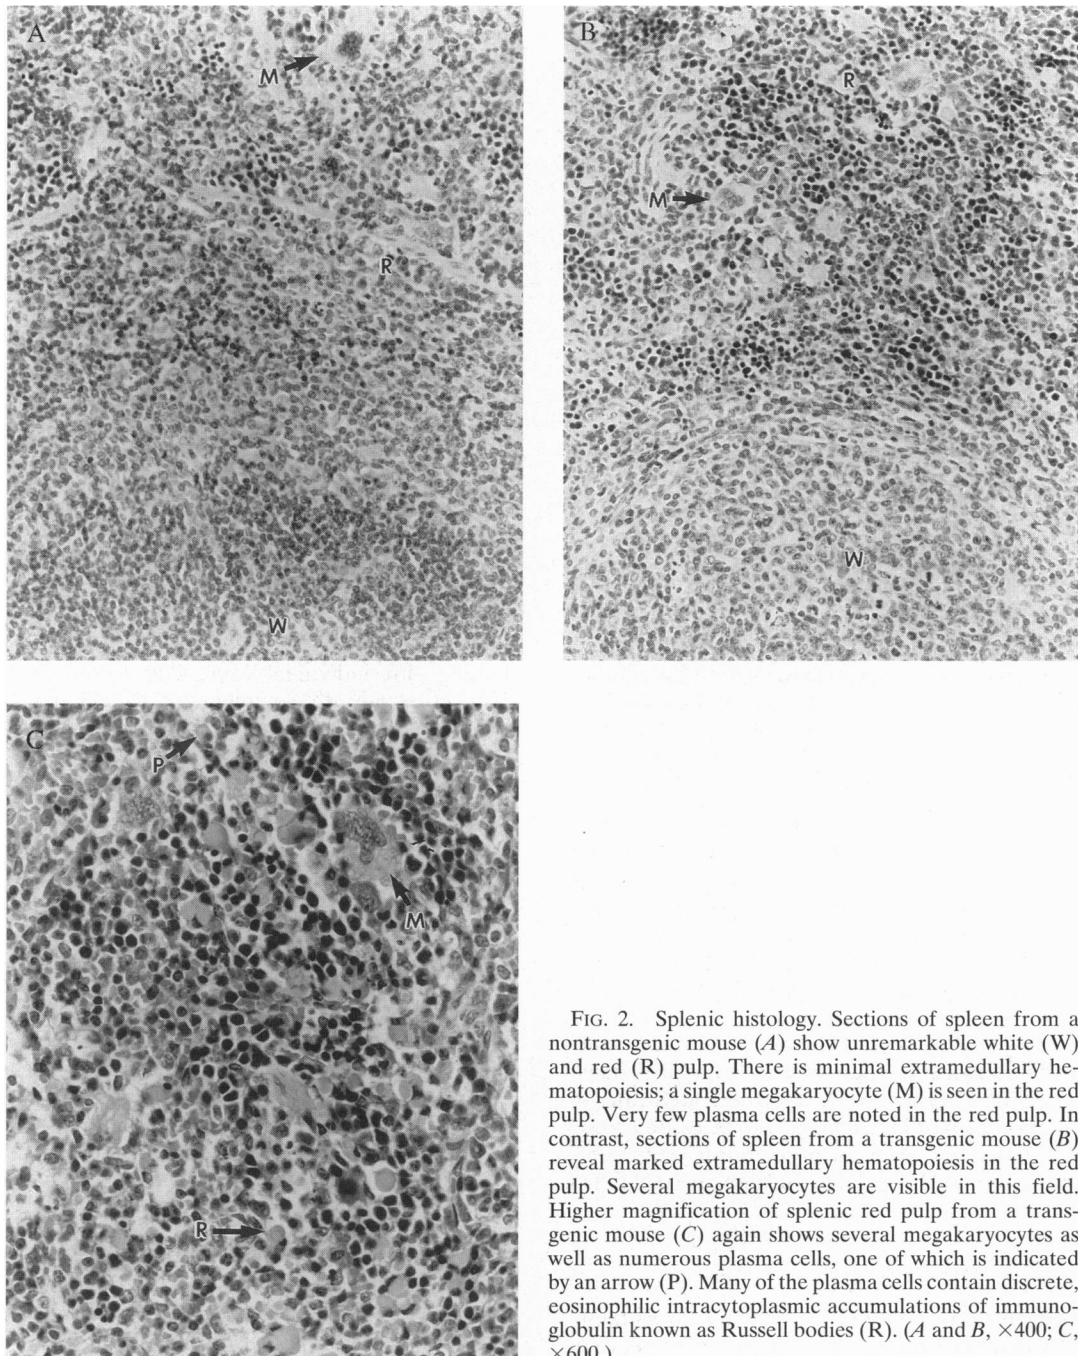 A
M
R
W
B
R
M
W
C
P
M
R
FIG. 2. Splenic histology. Sections of spleen from a
nontransgenic mouse (A) show unremarkable white (W)
and red (R) pulp. There is minimal extramedullary he-
matopoiesis; a single megakaryocyte (M) is seen in the red
pulp. Very few plasma cells are noted in the red pulp. In
contrast, sections of spleen from a transgenic mouse (B)
reveal marked extramedullary hematopoiesis in the red
pulp. Several megakaryocytes are visible in this field.
Higher magnification of splenic red pulp from a trans-
genic mouse (C) again shows several megakaryocytes as
well as numerous plasma cells, one of which is indicated
by an arrow (P). Many of the plasma cells contain discrete,
eosinophilic intracytoplasmic accumulations of immuno-
globulin known as Russell bodies (R). (A and B, ×400; C,
×600.)